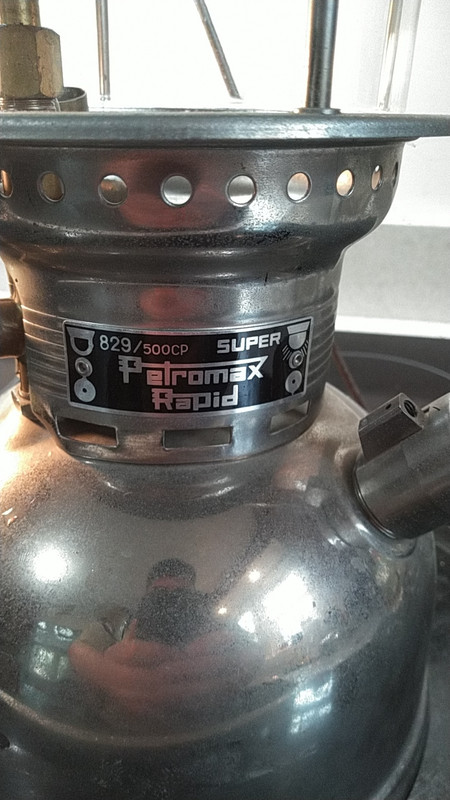 829/500CP SUPER
Petromax
Rapid